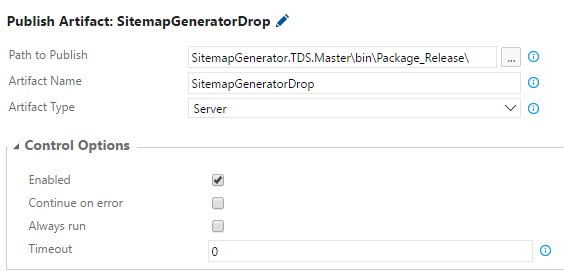 Publish Artifact: SitemapGeneratorDrop
Path to Publish SitemapGenerator.TDS.Master\bin\Package_Release\ ...
Artifact Name SitemapGeneratorDrop
Artifact Type Server
Control Options
Enabled
Continue on error
Always run
Timeout 0